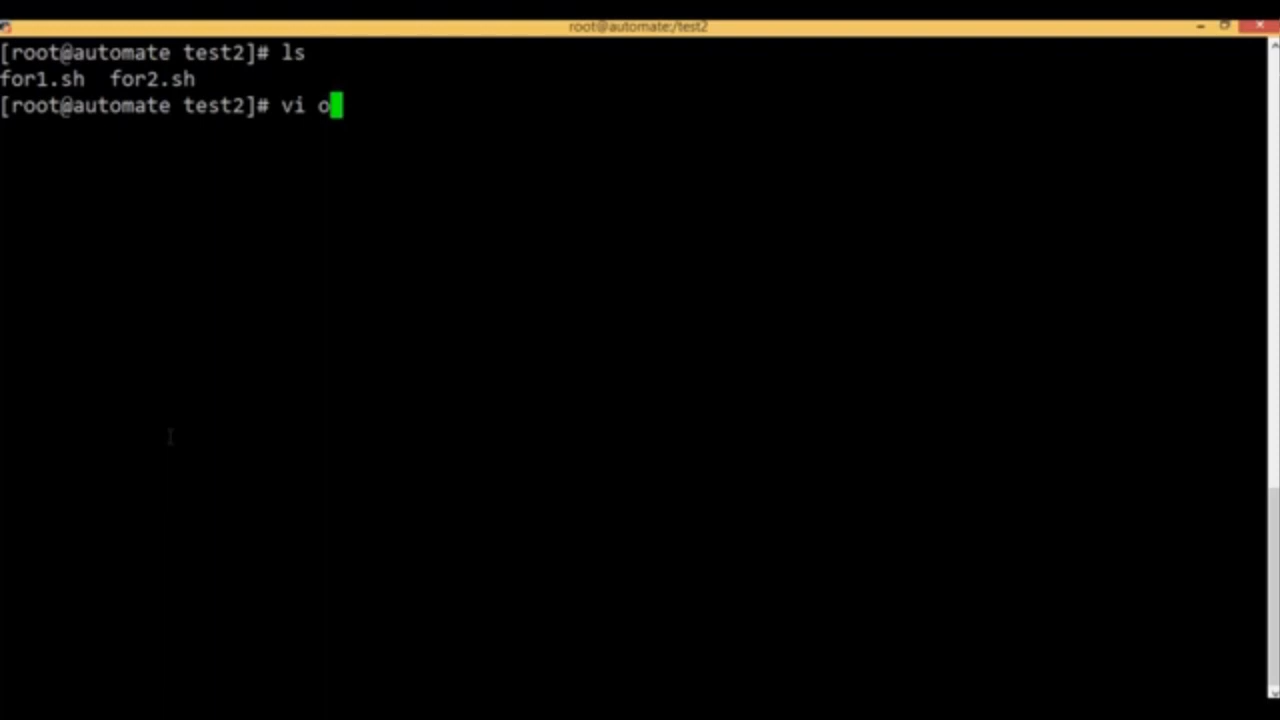 root@automate:/test2
[root@automate test2]# ls
for1.sh  for2.sh
[root@automate test2]# vi o